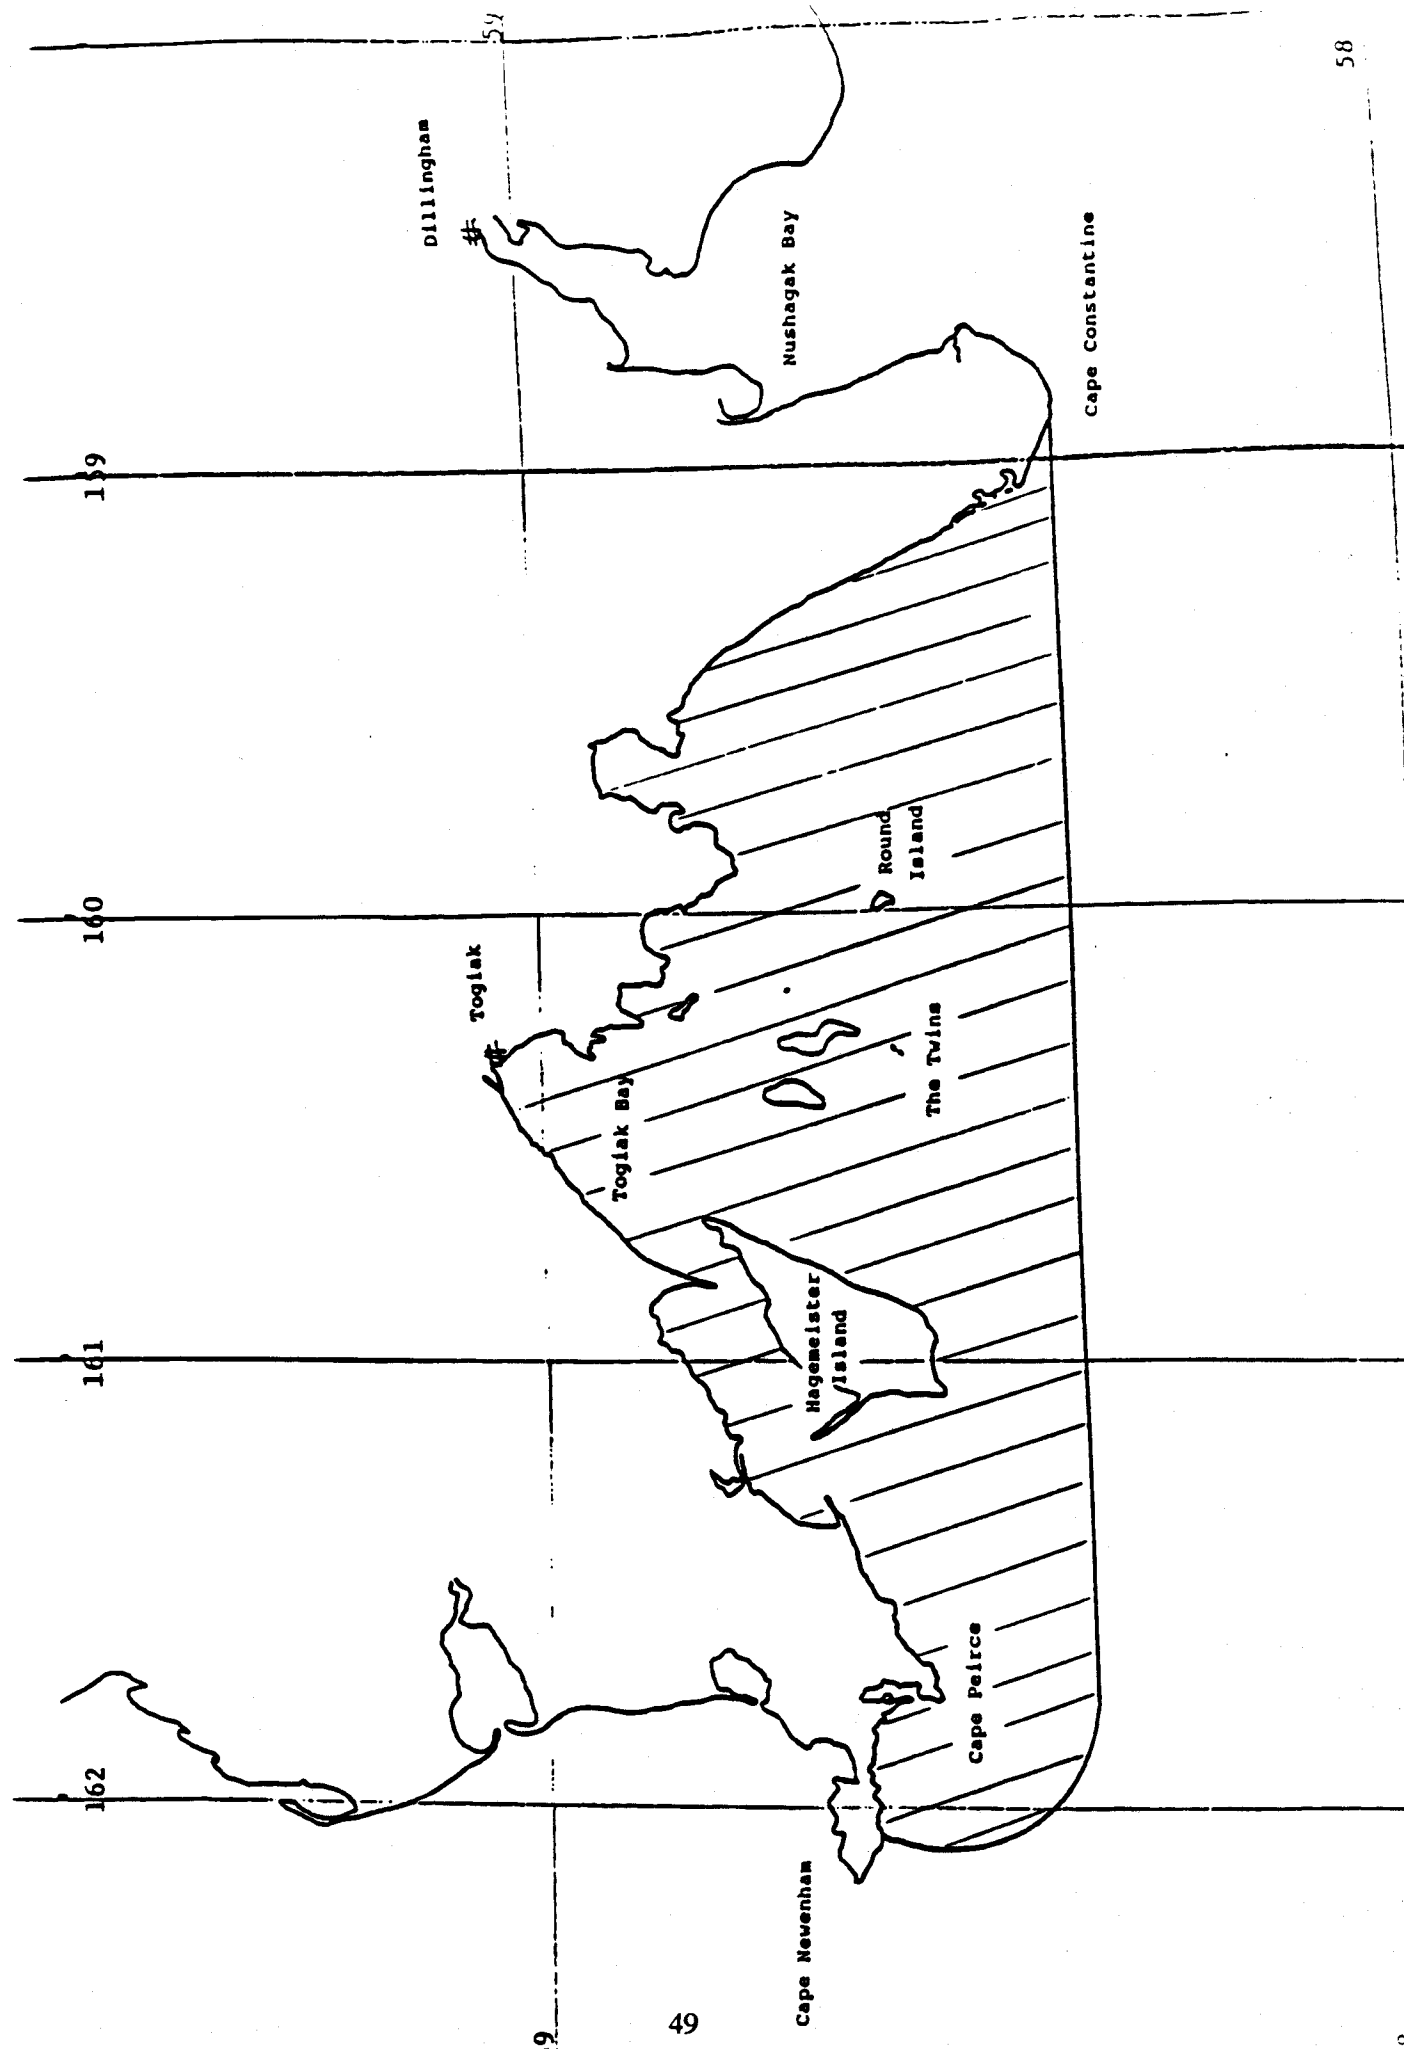 162
161
160
159
59
58
Dillingham
Togiak
Nushagak Bay
Togiak Bay
Cape Constantine
Round
Island
The Twins
Hagemeister
Island
Cape Peirce
Cape Newenham
49